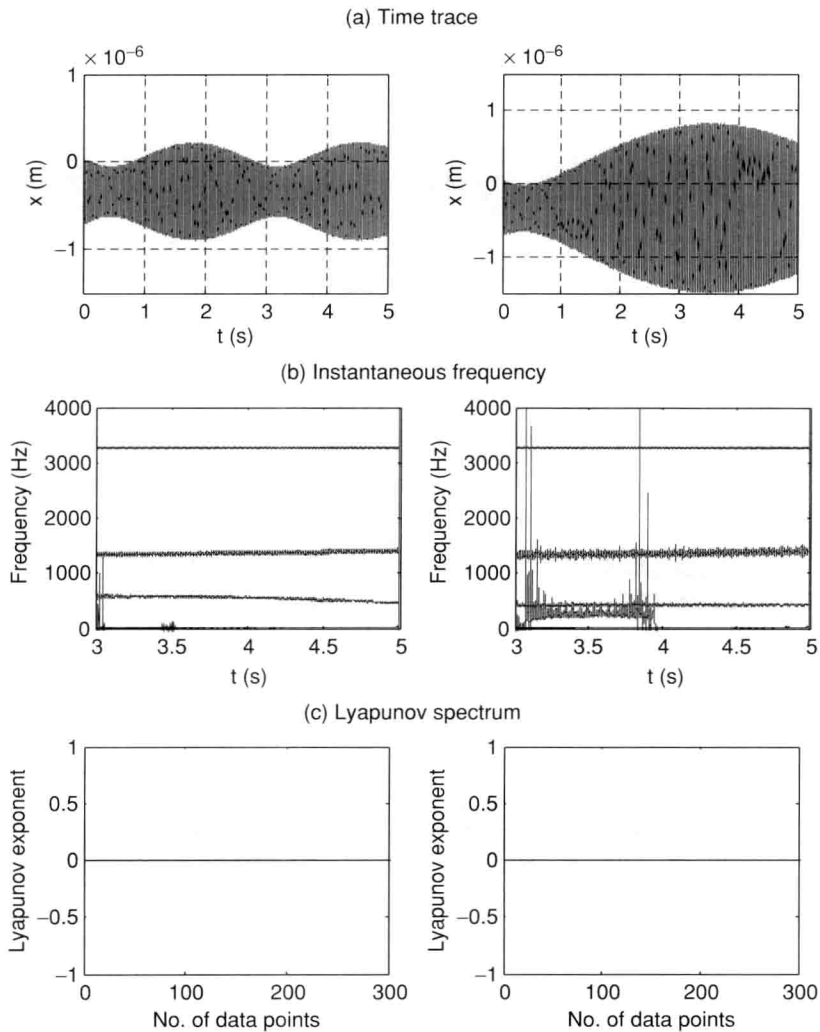 (a) Time trace
× 10⁻⁶
1
0
−1
x (m)
0 1 2 3 4 5
t (s)
× 10⁻⁶
1
0
−1
x (m)
0 1 2 3 4 5
t (s)
(b) Instantaneous frequency
4000
3000
2000
1000
0
Frequency (Hz)
3 3.5 4 4.5 5
t (s)
4000
3000
2000
1000
0
Frequency (Hz)
3 3.5 4 4.5 5
t (s)
(c) Lyapunov spectrum
1
0.5
0
−0.5
−1
Lyapunov exponent
0 100 200 300
No. of data points
1
0.5
0
−0.5
−1
Lyapunov exponent
0 100 200 300
No. of data points